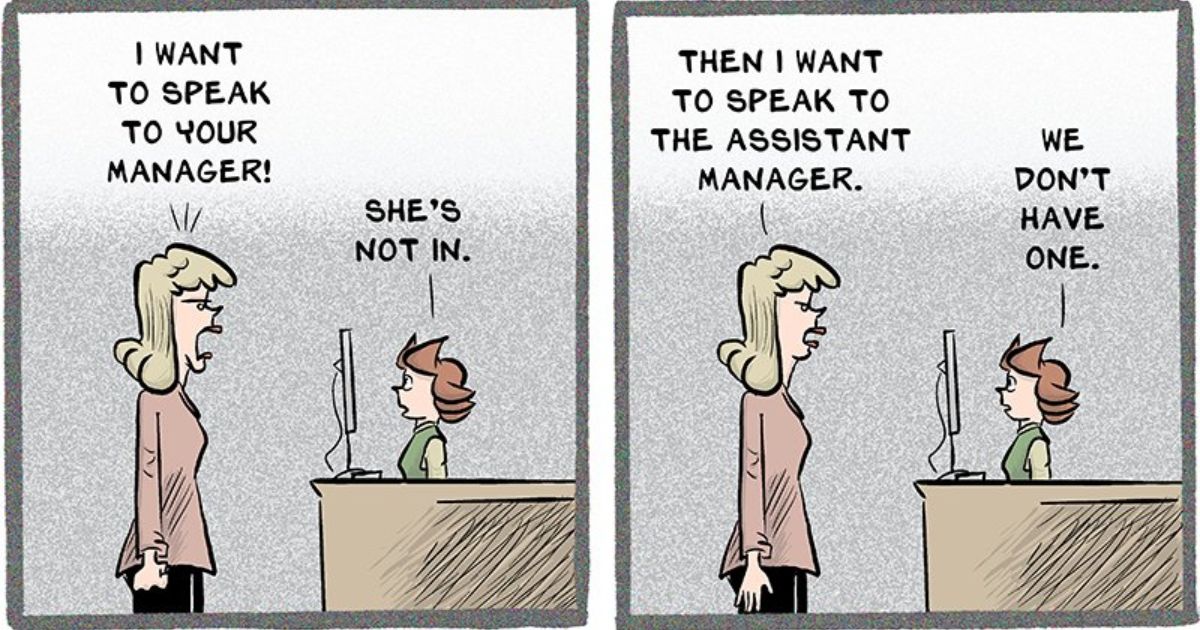 I WANT
TO SPEAK
TO YOUR
MANAGER!
SHE'S
NOT IN.
THEN I WANT
TO SPEAK TO
THE ASSISTANT
MANAGER.
WE
DON'T
HAVE
ONE.